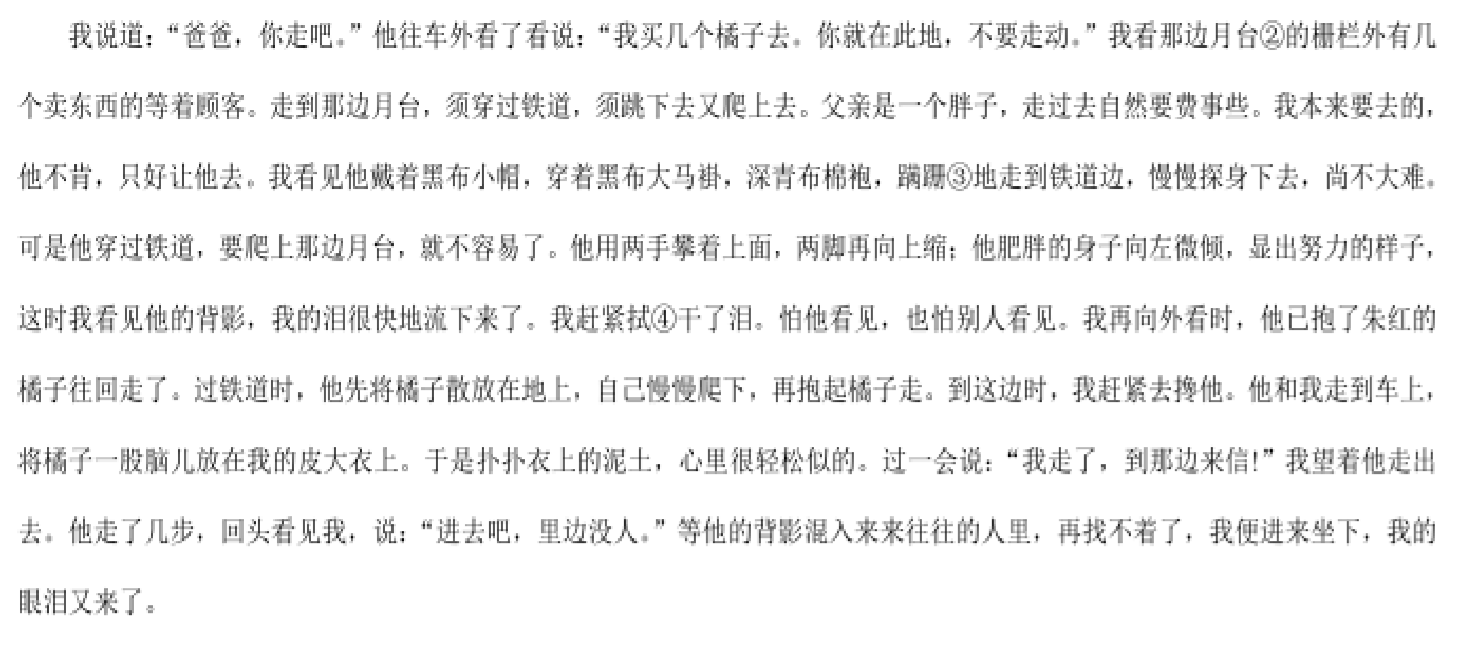 我说道：“爸爸，你走吧。”他往车外看了看说：“我买几个橘子去。你就在此地，不要走动。”我看那边月台②的栅栏外有几
个卖东西的等着顾客。走到那边月台，须穿过铁道，须跳下去又爬上去。父亲是一个胖子，走过去自然要费事些。我本来要去的，
他不肯，只好让他去。我看见他戴着黑布小帽，穿着黑布大马褂，深青布棉袍，蹒跚③地走到铁道边，慢慢探身下去，尚不大难。
可是他穿过铁道，要爬上那边月台，就不容易了。他用两手攀着上面，两脚再向上缩；他肥胖的身子向左微倾，显出努力的样子，
这时我看见他的背影，我的泪很快地流下来了。我赶紧拭④干了泪。怕他看见，也怕别人看见。我再向外看时，他已抱了朱红的
橘子往回走了。过铁道时，他先将橘子散放在地上，自己慢慢爬下，再抱起橘子走。到这边时，我赶紧去搀他。他和我走到车上，
将橘子一股脑儿放在我的皮大衣上。于是扑扑衣上的泥土，心里很轻松似的。过一会说：“我走了，到那边来信!”我望着他走出
去。他走了几步，回头看见我，说：“进去吧，里边没人。”等他的背影混入来来往往的人里，再找不着了，我便进来坐下，我的
眼泪又来了。